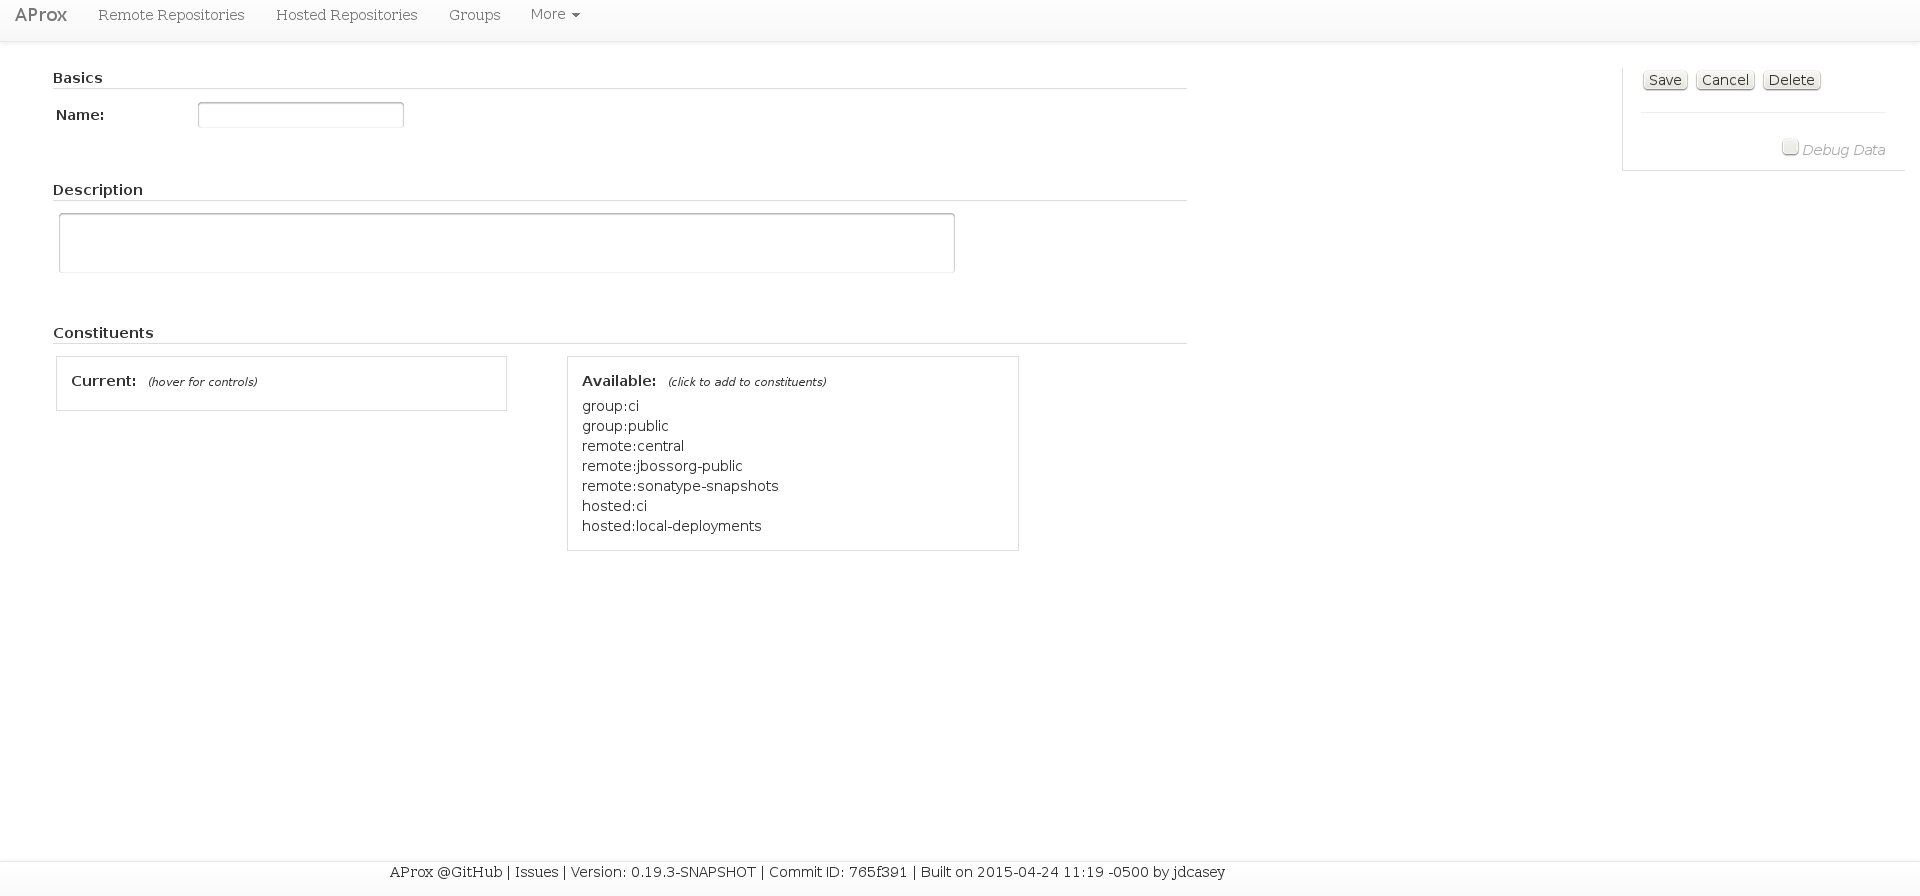 AProx Remote Repositories Hosted Repositories Groups More
Basics
Save Cancel Delete
Name:
Debug Data
Description
Constituents
Current: (hover for controls)
Available: (click to add to constituents)
group:ci
group:public
remote:central
remote:jbossorg-public
remote:sonatype-snapshots
hosted:ci
hosted:local-deployments
AProx @GitHub | Issues | Version: 0.19.3-SNAPSHOT | Commit ID: 765f391 | Built on 2015-04-24 11:19 -0500 by jdcasey